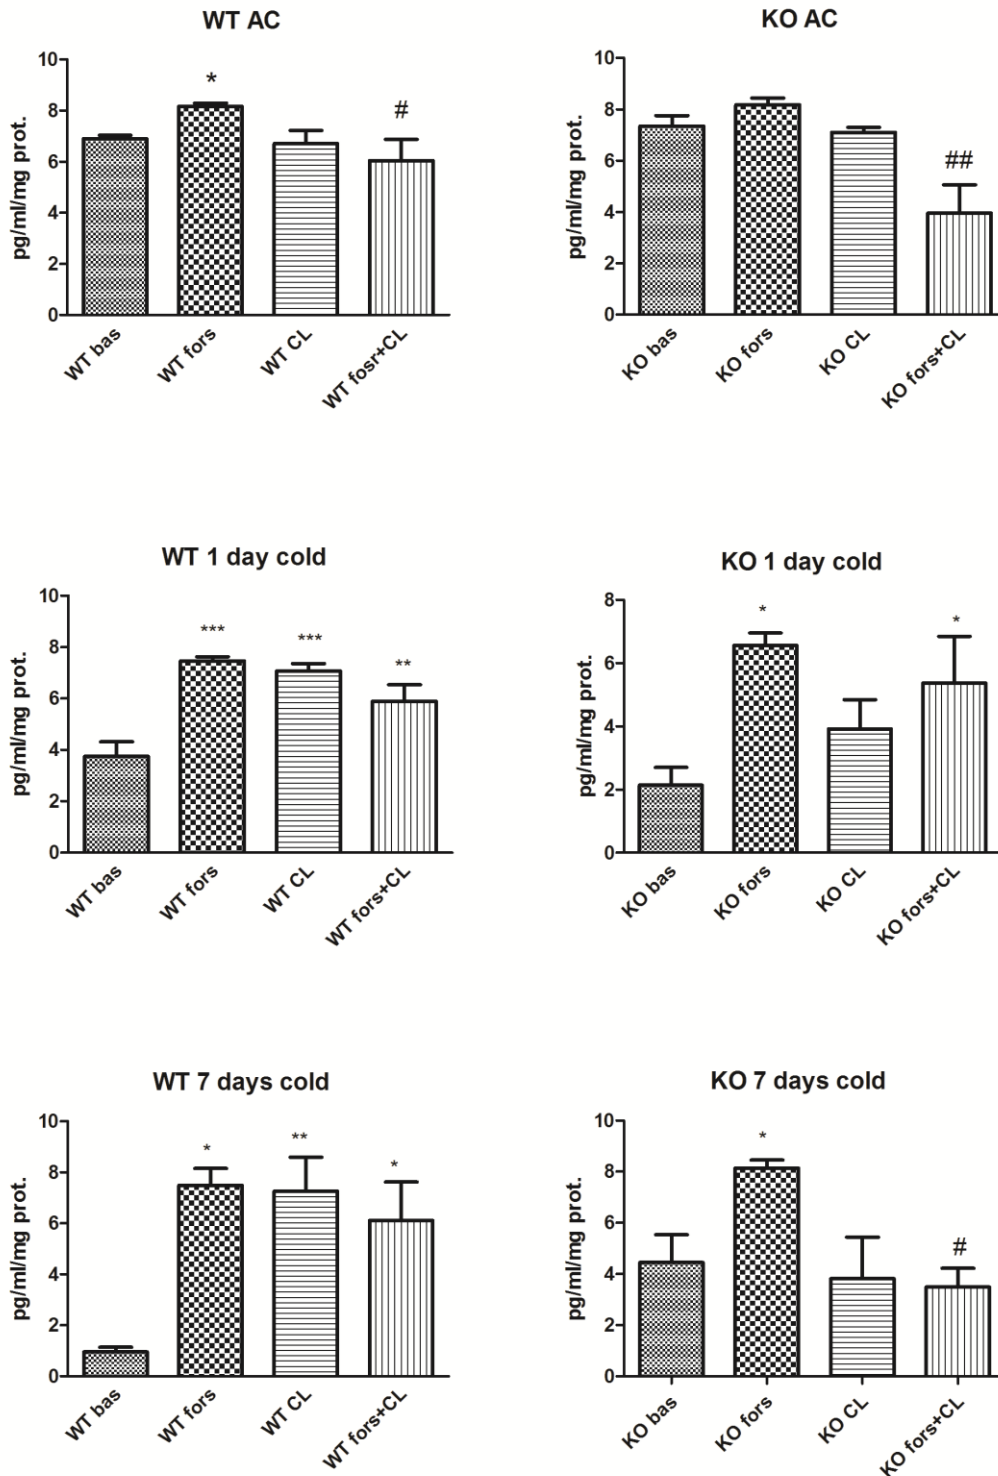 WT AC
pg/ml/mg prot.
10
8
6
4
2
0
*
#
WT bas
WT fors
WT CL
WT fosr+CL
KO AC
pg/ml/mg prot.
10
8
6
4
2
0
##
KO bas
KO fors
KO CL
KO fors+CL
WT 1 day cold
pg/ml/mg prot.
10
8
6
4
2
0
***
***
**
WT bas
WT fors
WT CL
WT fors+CL
KO 1 day cold
pg/ml/mg prot.
8
6
4
2
0
*
*
KO bas
KO fors
KO CL
KO fors+CL
WT 7 days cold
pg/ml/mg prot.
10
8
6
4
2
0
*
**
*
WT bas
WT fors
WT CL
WT fors+CL
KO 7 days cold
pg/ml/mg prot.
10
8
6
4
2
0
*
#
KO bas
KO fors
KO CL
KO fors+CL